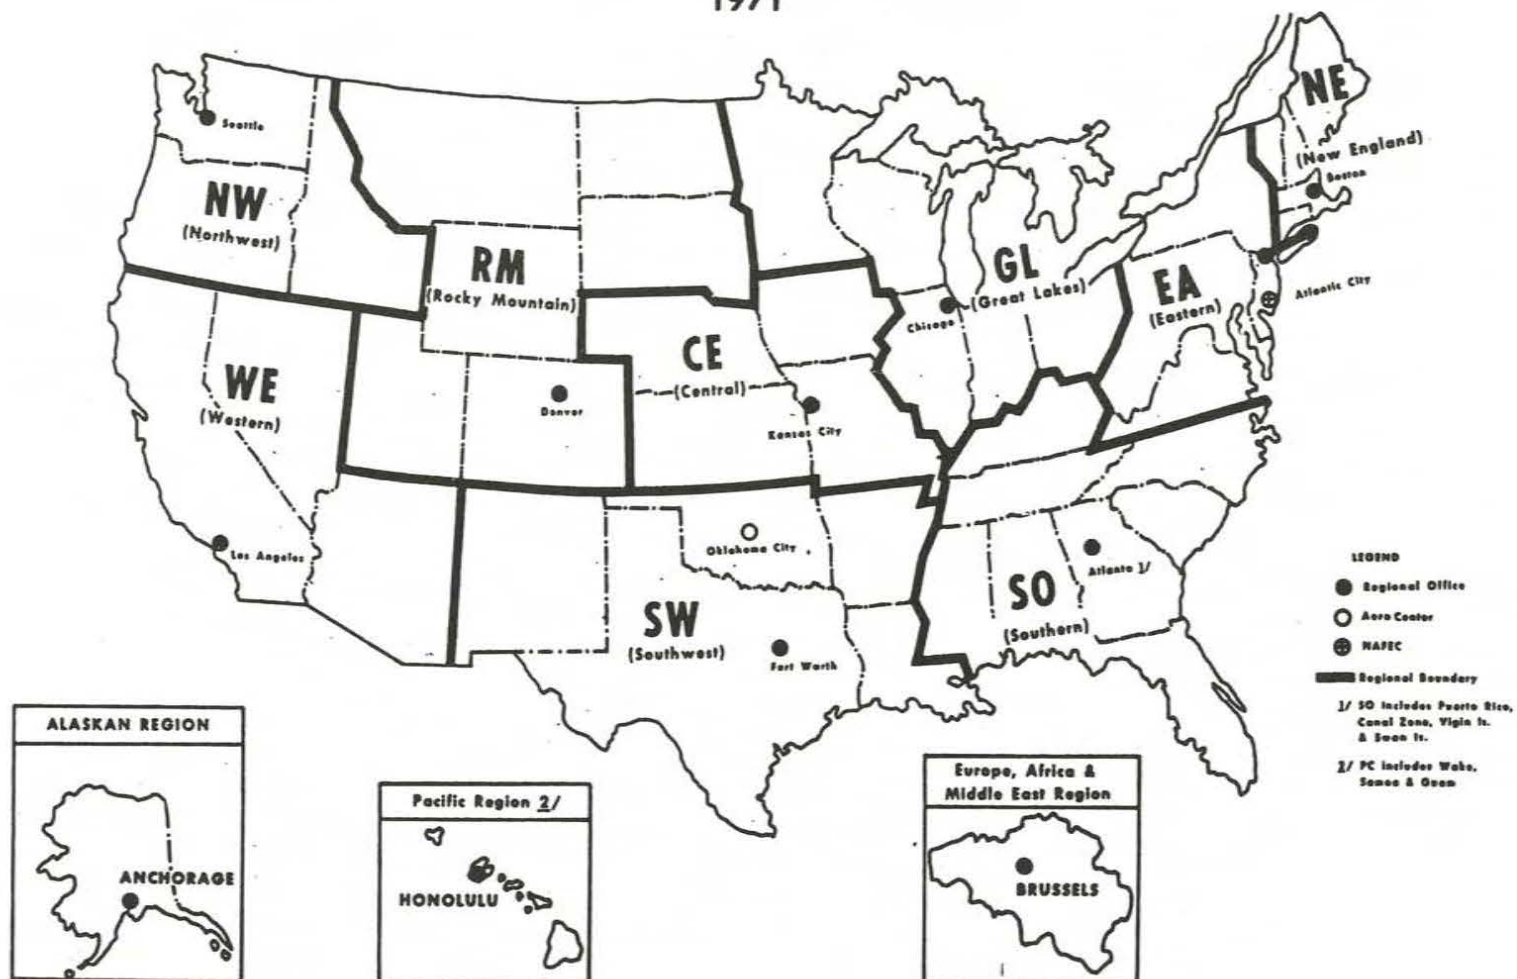 1971
NE
(New England)
Boston
Seattle
NW
(Northwest)
RM
(Rocky Mountain)
GL
(Great Lakes)
EA
(Eastern)
Atlantic City
Chicago
WE
(Western)
CE
(Central)
Denver
Kansas City
Los Angeles
Oklahoma City
SW
(Southwest)
Fort Worth
SO
(Southern)
Atlanta 1/
LEGEND
Regional Office
Aero Center
NAFEC
Regional Boundary
1/ SO Includes Puerto Rico,
Canal Zone, Vigin Is.
& Swan Is.
2/ PC includes Wake,
Samoa & Guam
ALASKAN REGION
ANCHORAGE
Pacific Region 2/
HONOLULU
Europe, Africa &
Middle East Region
BRUSSELS